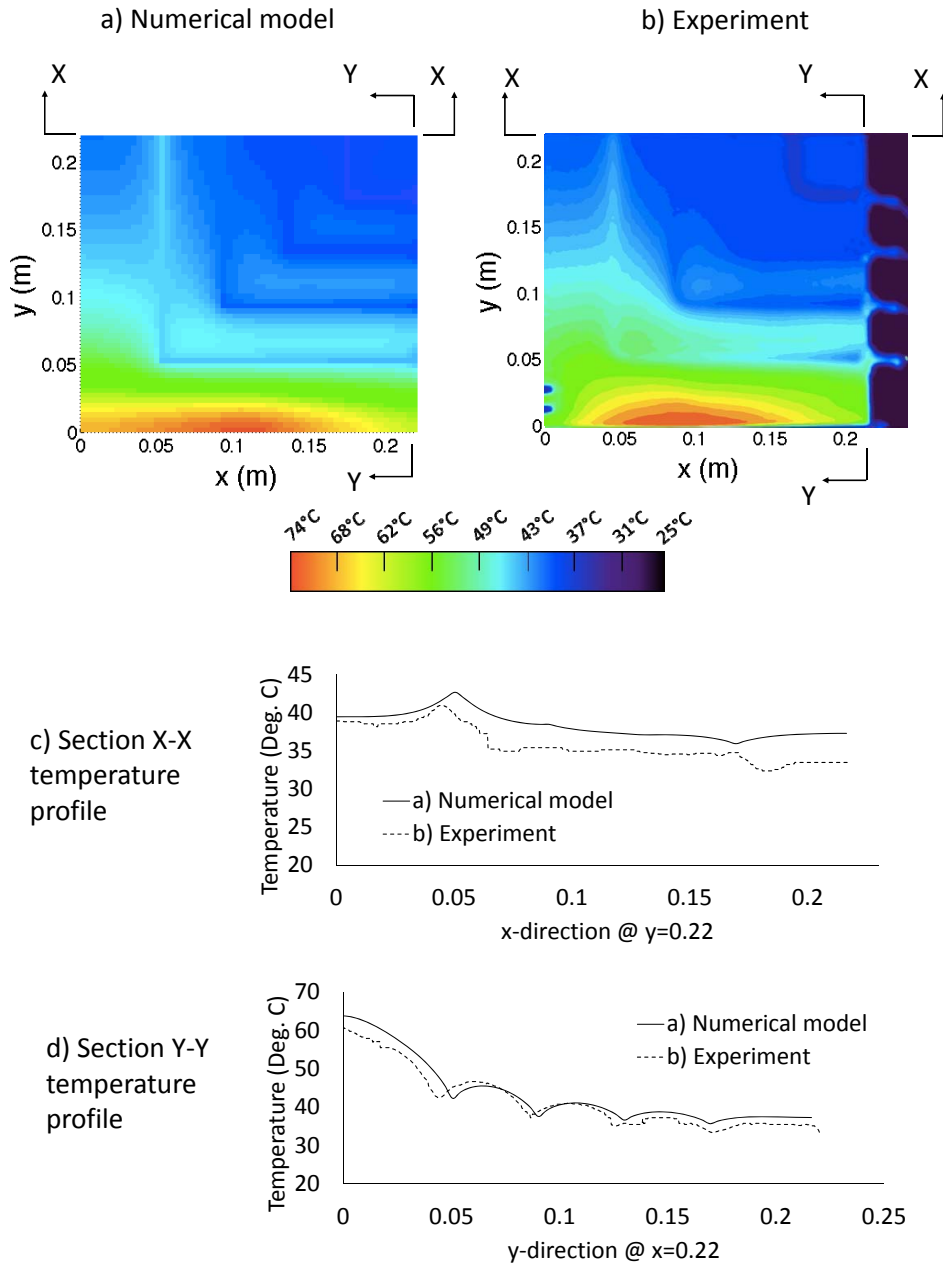 a) Numerical model
b) Experiment
X
Y
X
X
Y
X
0.2
0.15
0.1
0.05
0
y (m)
0
0.05
0.1
0.15
0.2
x (m)
Y
0.2
0.15
0.1
0.05
0
y (m)
0
0.05
0.1
0.15
0.2
x (m)
Y
74°C
68°C
62°C
56°C
49°C
43°C
37°C
31°C
25°C
c) Section X-X
temperature
profile
Temperature (Deg. C)
45
40
35
30
25
20
a) Numerical model
b) Experiment
0
0.05
0.1
0.15
0.2
x-direction @ y=0.22
d) Section Y-Y
temperature
profile
Temperature (Deg. C)
70
60
50
40
30
20
a) Numerical model
b) Experiment
0
0.05
0.1
0.15
0.2
0.25
y-direction @ x=0.22